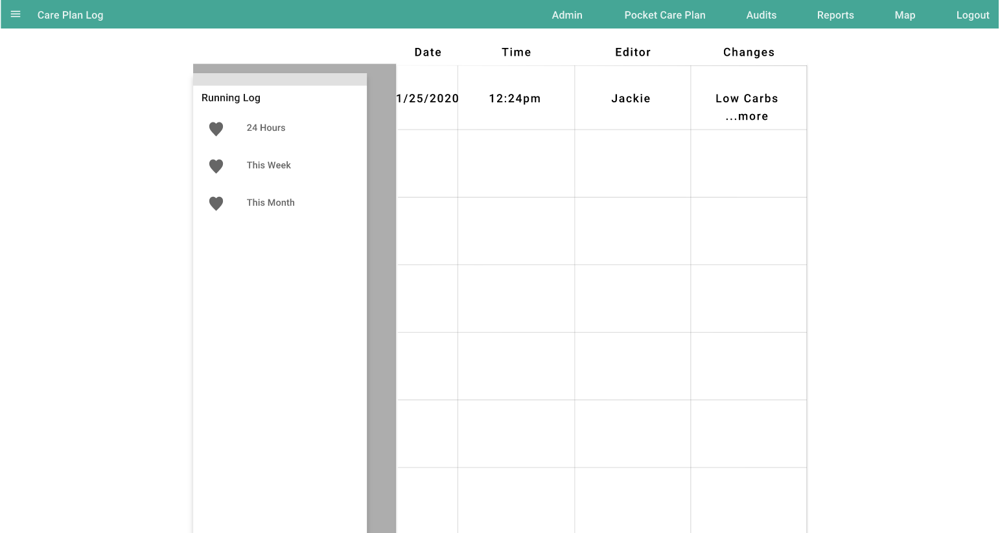 Care Plan Log
Admin
Pocket Care Plan
Audits
Reports
Map
Logout
Date
Time
Editor
Changes
Running Log
24 Hours
This Week
This Month
1/25/2020
12:24pm
Jackie
Low Carbs
...more